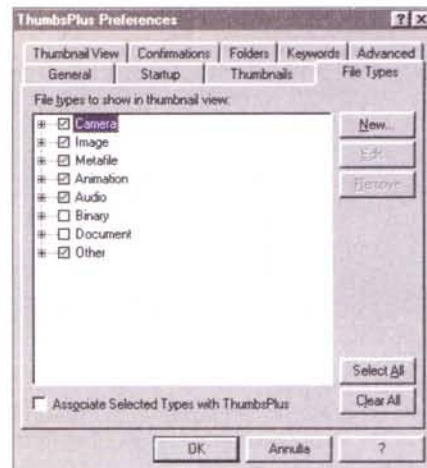 ThumbsPlus Preferences
Thumbnail View Confirmations Folders Keywords Advanced
General Startup Thumbnails File Types
File types to show in thumbnail view:
Camera
Image
Metafile
Animation
Audio
Binary
Document
Other
New...
Edit...
Remove
Select All
Clear All
Associate Selected Types with ThumbsPlus
OK Annulla ?